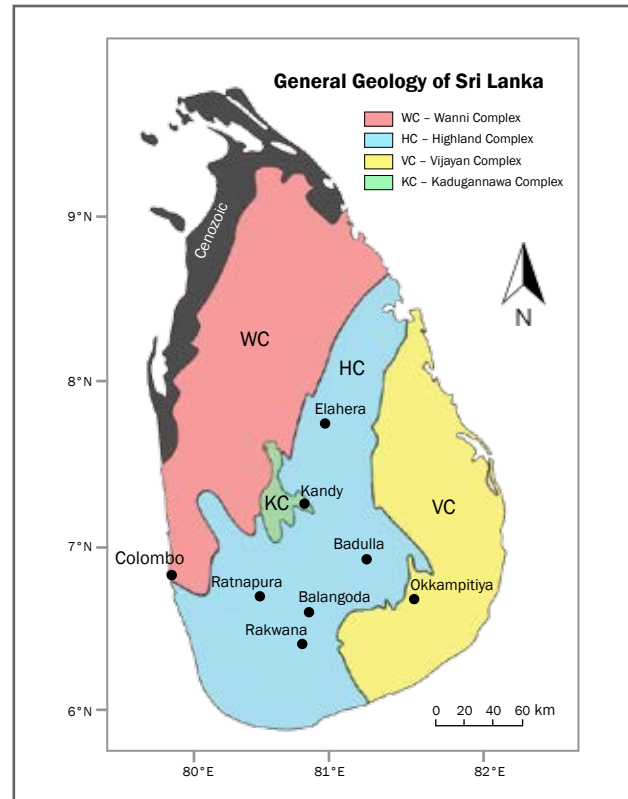 General Geology of Sri Lanka
WC – Wanni Complex
HC – Highland Complex
VC – Vijayan Complex
KC – Kadugannawa Complex
9°N
Cenozoic
N
WC
8°N
HC
Elahera
KC
Kandy
VC
7°N
Colombo
Badulla
Ratnapura
Okkampitiya
Balangoda
Rakwana
6°N
0 20 40 60 km
80°E 81°E 82°E